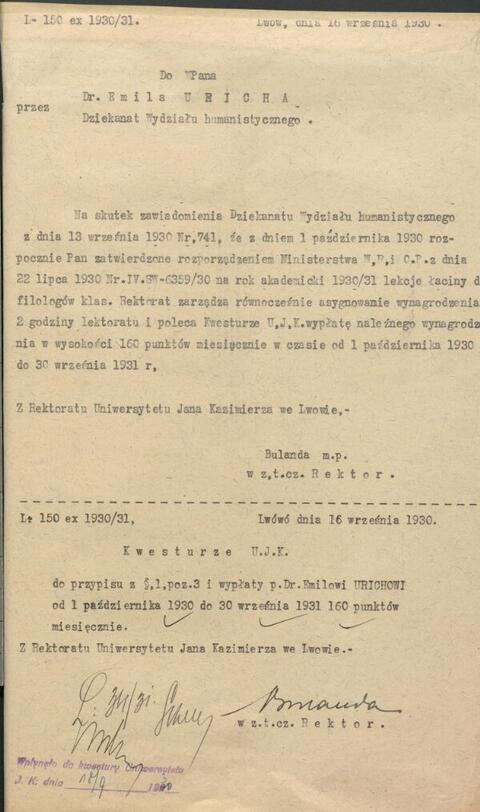 L- 150 ex 1930/31.
Lwów, dnia 16 września 1930 .
Do WPana
Dr. Emila URICHA
przez
Dziekanat Wydziału humanistycznego .
Na skutek zawiadomienia Dziekanatu Wydziału humanistycznego
z dnia 13 września 1930 Nr,741, że z dniem 1 października 1930 roz-
pocznie Pan zatwierdzone rozporządzeniem Ministerstwa W,R,i O.P.z dnia
22 lipca 1930 Nr.IV.SW-6359/30 na rok akademicki 1930/31 lekcje łaciny d
filologów klas. Rektorat zarządza równocześnie asygnowanie wynagrodzenia
2 godziny lektoratu i poleca Kwesturze U,J,K.wypłatę należnego wynagrodz
nia w wysokości 160 punktów miesięcznie w czasie od 1 października 1930
do 30 września 1931 r,
Z Rektoratu Uniwersytetu Jana Kazimierza we Lwowie,-
Bulanda m.p.
w z,t.cz. Rektor.
L: 150 ex 1930/31,
Lwówó dnia 16 września 1930.
Kwesturze U.J.K.
do przypisu z §,1,poz.3 i wypłaty p.Dr.Emilowi URICHOWI
od 1 października 1930 do 30 września 1931 160 punktów
miesięcznie.
Z Rektoratu Uniwersytetu Jana Kazimierza we Lwowie.-
Bulanda
w z.t.cz. Rektor.
Wpłynęło do kwestury Uniwersytetu
J. K. dnia 18/9 1930